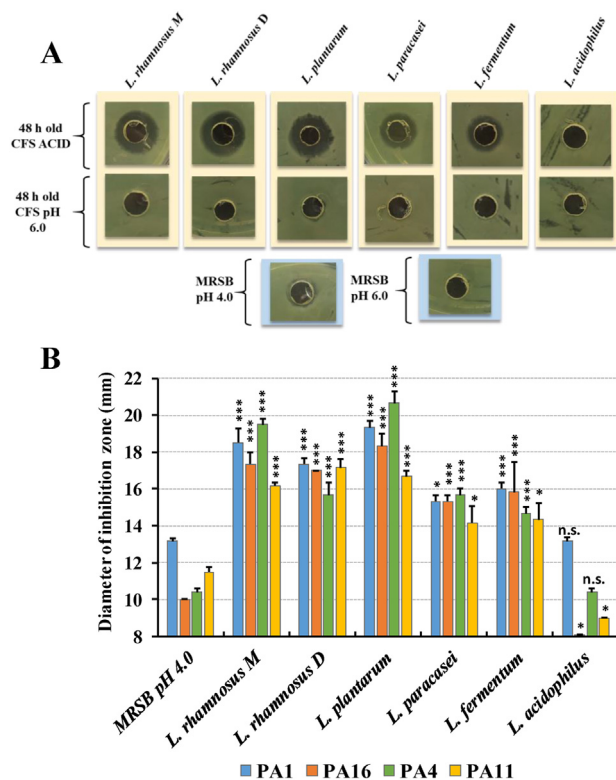 A
L. rhamnosus M
L. rhamnosus D
L. plantarum
L. paracasei
L. fermentum
L. acidophilus
48 h old
CFS ACID
48 h old
CFS pH
6.0
MRSB
pH 4.0
MRSB
pH 6.0
B
Diameter of inhibition zone (mm)
22
20
18
16
14
12
10
8
***
***
***
***
***
***
***
***
***
***
***
***
*
***
***
*
***
***
***
*
n.s.
*
n.s.
*
MRSB pH 4.0
L. rhamnosus M
L. rhamnosus D
L. plantarum
L. paracasei
L. fermentum
L. acidophilus
PA1 PA16 PA4 PA11